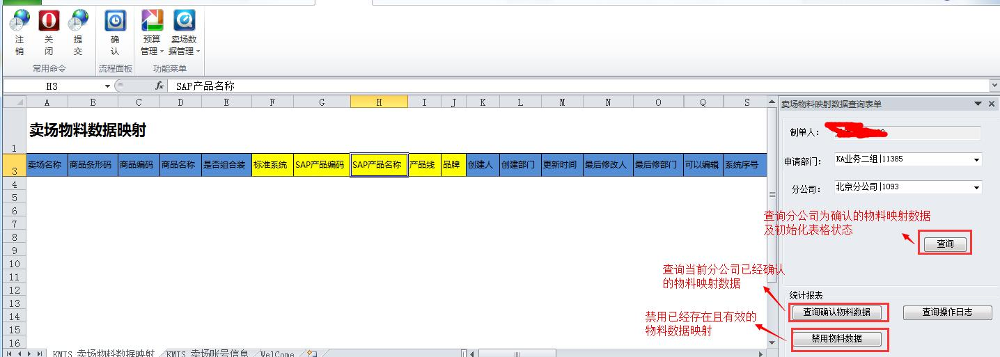 注销 关闭 提交 确认 预算管理 卖场数据管理
常用命令 流程面板 功能菜单
H3 fx SAP产品名称
A B C D E F G H I J K L M N O Q S
卖场物料映射数据查询表单
1 卖场物料数据映射
3 卖场名称 商品条形码 商品编码 商品名称 是否组合装 标准系统 SAP产品编码 SAP产品名称 产品线 品牌 创建人 创建部门 更新时间 最后修改人 最后修部门 可以编辑 系统序号
4
5
6
7
8
9
10
11
12
13
14
15
16
制单人：
申请部门： KA业务二组|11385
分公司： 北京分公司|1093
查询分公司为确认的物料映射数据
及初始化表格状态
查询
查询当前分公司已经确认
的物料映射数据
统计报表
查询确认物料数据 查询操作日志
禁用已经存在且有效的
物料数据映射
禁用物料数据
KMIS_卖场物料数据映射 KMIS_卖场账号信息 WelCome